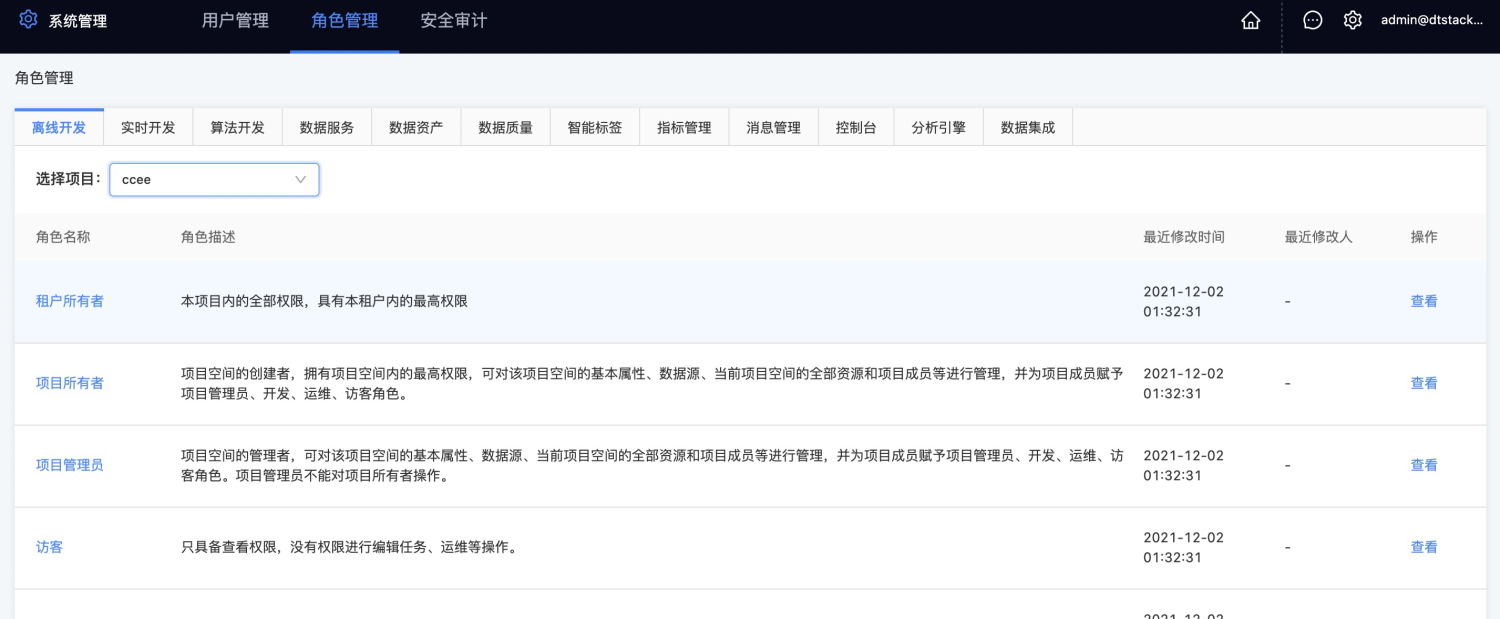 系统管理 用户管理 角色管理 安全审计 admin@dtstack...
角色管理
离线开发 实时开发 算法开发 数据服务 数据资产 数据质量 智能标签 指标管理 消息管理 控制台 分析引擎 数据集成
选择项目： ccee
角色名称 角色描述 最近修改时间 最近修改人 操作
租户所有者 本项目内的全部权限，具有本租户内的最高权限 2021-12-02 - 查看
01:32:31
项目所有者 项目空间的创建者，拥有项目空间内的最高权限，可对该项目空间的基本属性、数据源、当前项目空间的全部资源和项目成员等进行管理，并为项目成员赋予 2021-12-02 - 查看
项目管理员、开发、运维、访客角色。 01:32:31
项目管理员 项目空间的管理者，可对该项目空间的基本属性、数据源、当前项目空间的全部资源和项目成员等进行管理，并为项目成员赋予项目管理员、开发、运维、访 2021-12-02 - 查看
客角色。项目管理员不能对项目所有者操作。 01:32:31
访客 只具备查看权限，没有权限进行编辑任务、运维等操作。 2021-12-02 - 查看
01:32:31
2021-12-02